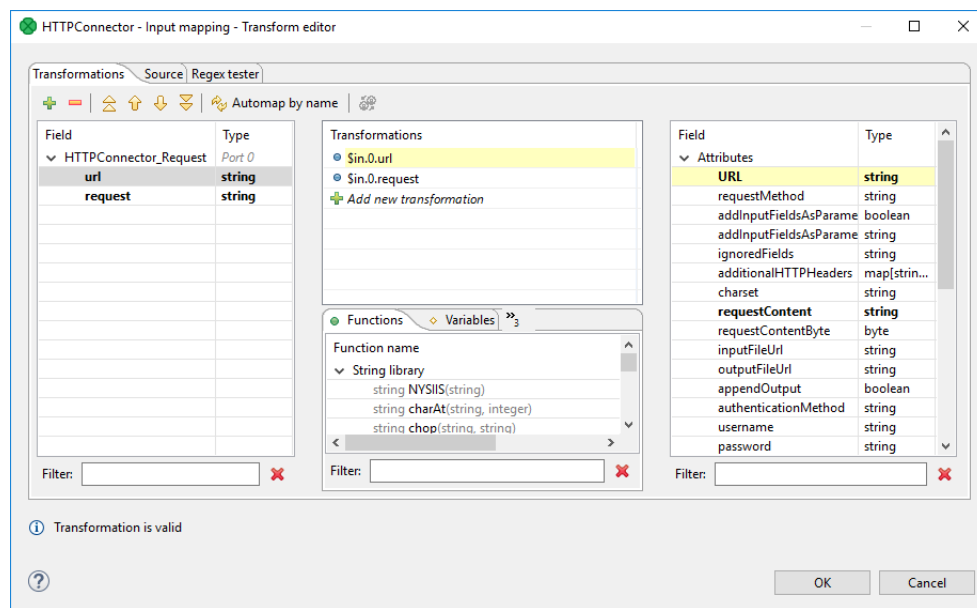 HTTPConnector - Input mapping - Transform editor
Transformations Source Regex tester
Automap by name
Field Type
HTTPConnector_Request Port 0
url string
request string
Filter:
Transformations
$in.0.url
$in.0.request
Add new transformation
Functions Variables »3
Function name
String library
string NYSIIS(string)
string charAt(string, integer)
string chop(string, string)
Filter:
Field Type
Attributes
URL string
requestMethod string
addInputFieldsAsParame boolean
addInputFieldsAsParame string
ignoredFields string
additionalHTTPHeaders map[strin...
charset string
requestContent string
requestContentByte byte
inputFileUrl string
outputFileUrl string
appendOutput boolean
authenticationMethod string
username string
password string
Filter:
Transformation is valid
OK Cancel